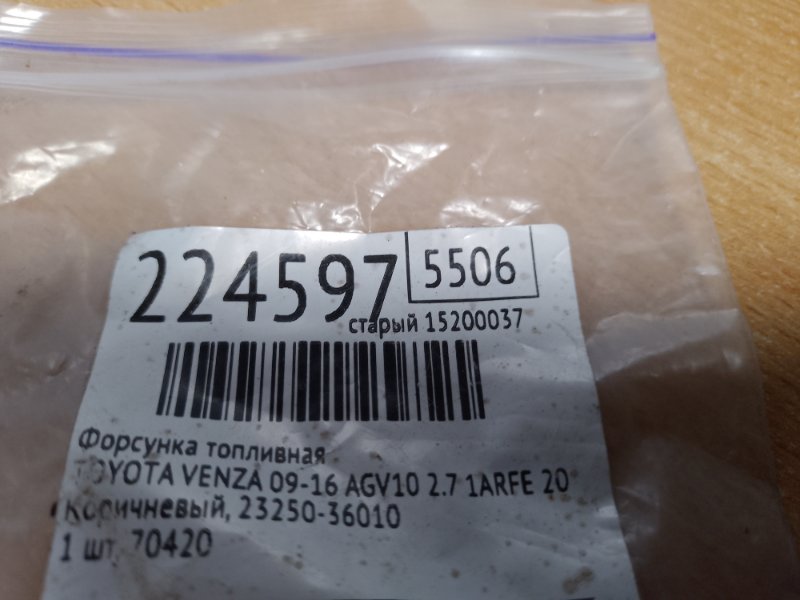 224597 5506
старый 15200037
Форсунка топливная
TOYOTA VENZA 09-16 AGV10 2.7 1ARFE 20
Коричневый, 23250-36010
1 шт, 70420